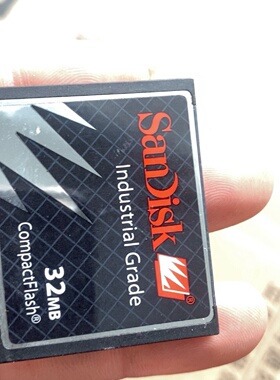 SanDisk®
Industrial Grade
32MB
CompactFlash®